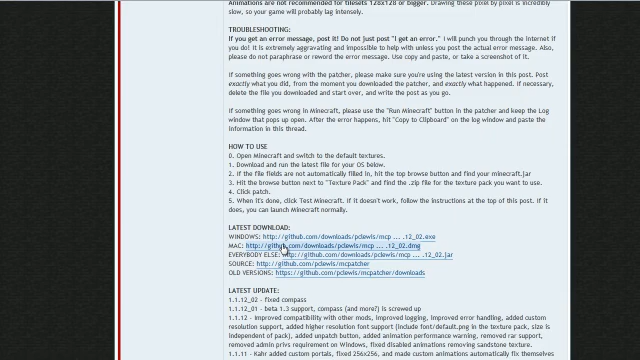 Animations are not recommended for tilesets 128x128 or bigger. Drawing these pixel by pixel is incredibly
slow, so your game will probably lag intensely.
TROUBLESHOOTING:
If you get an error message, post it! Do not just post "I get an error." I will punch you through the internet if
you do! It is extremely aggravating and impossible to help with unless you post the actual error message. Also,
please do not paraphrase or reword the error message. Use copy and paste, or take a screenshot of it.
If something goes wrong with the patcher, please make sure you're using the latest version in this post. Post
exactly what you did, from the moment you downloaded the patcher, and exactly what happened. If necessary,
delete the file you downloaded and start over, and write the post as you go.
If something goes wrong in Minecraft, please use the "Run Minecraft" button in the patcher and keep the Log
window that pops up open. After the error happens, hit "Copy to Clipboard" on the log window and paste the
information in this thread.
HOW TO USE
0. Open Minecraft and switch to the default textures.
1. Download and run the latest file for your OS below.
2. If the file fields are not automatically filled in, hit the top browse button and find your minecraft.jar
3. Hit the browse button next to "Texture Pack" and find the .zip file for the texture pack you want to use.
4. Click patch.
5. When it's done, click Test Minecraft. If it doesn't work, follow the instructions at the top of this post. If it
does, you can launch Minecraft normally.
LATEST DOWNLOAD:
WINDOWS: http://github.com/downloads/pclewis/mcp ... .12_02.exe
MAC: http://github.com/downloads/pclewis/mcp ... .12_02.dmg
EVERYBODY ELSE: http://github.com/downloads/pclewis/mcp ... .12_02.jar
SOURCE: http://github.com/pclewis/mcpatcher
OLD VERSIONS: https://github.com/pclewis/mcpatcher/downloads
LATEST UPDATE:
1.1.12_02 - fixed compass
1.1.12_01 - beta 1.3 support, compass (and more?) is screwed up
1.1.12 - Improved compatibility with other mods, improved logging, improved error handling, added custom
resolution support, added higher resolution font support (include font/default.png in the texture pack, size is
independent of pack), added unpatch button, added animation performance warning, removed rar support,
removed admin privs requirement on Windows, fixed disabled animations removing sandstone texture.
1.1.11 - Kahr added custom portals, fixed 256x256, and made custom animations automatically fix themselves